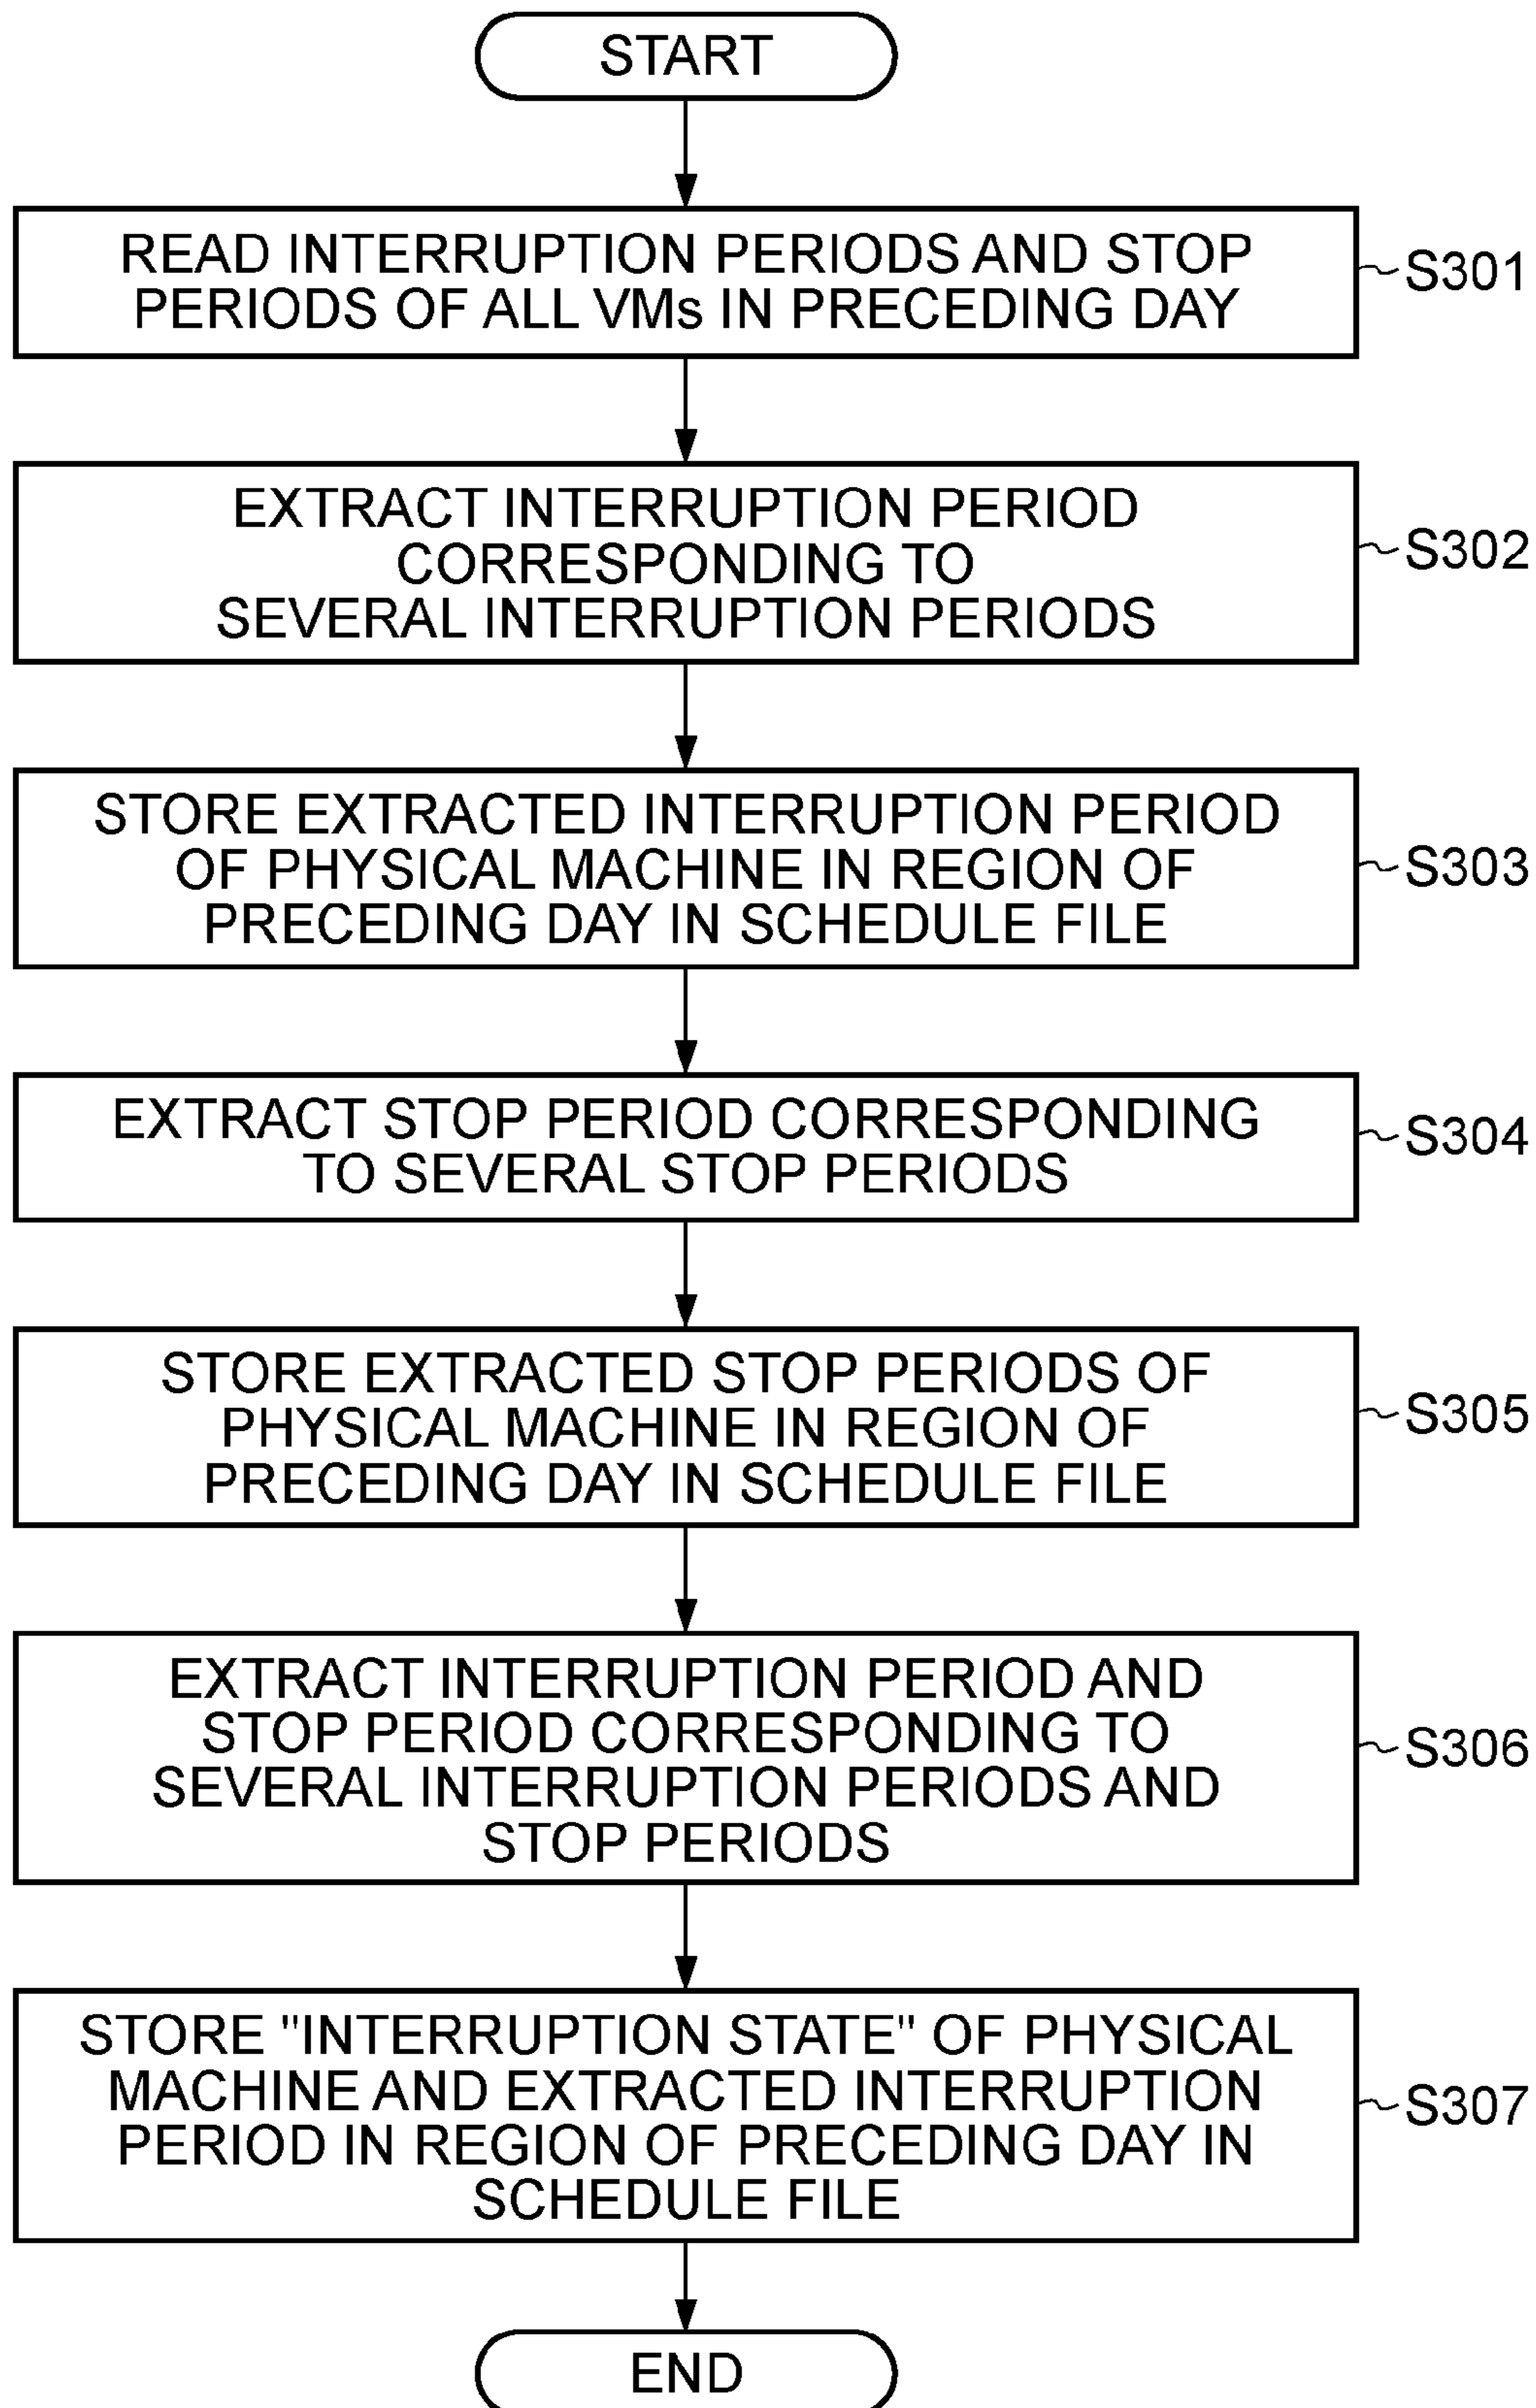 START
READ INTERRUPTION PERIODS AND STOP
PERIODS OF ALL VMs IN PRECEDING DAY
S301
EXTRACT INTERRUPTION PERIOD
CORRESPONDING TO
SEVERAL INTERRUPTION PERIODS
S302
STORE EXTRACTED INTERRUPTION PERIOD
OF PHYSICAL MACHINE IN REGION OF
PRECEDING DAY IN SCHEDULE FILE
S303
EXTRACT STOP PERIOD CORRESPONDING
TO SEVERAL STOP PERIODS
S304
STORE EXTRACTED STOP PERIODS OF
PHYSICAL MACHINE IN REGION OF
PRECEDING DAY IN SCHEDULE FILE
S305
EXTRACT INTERRUPTION PERIOD AND
STOP PERIOD CORRESPONDING TO
SEVERAL INTERRUPTION PERIODS AND
STOP PERIODS
S306
STORE "INTERRUPTION STATE" OF PHYSICAL
MACHINE AND EXTRACTED INTERRUPTION
PERIOD IN REGION OF PRECEDING DAY IN
SCHEDULE FILE
S307
END